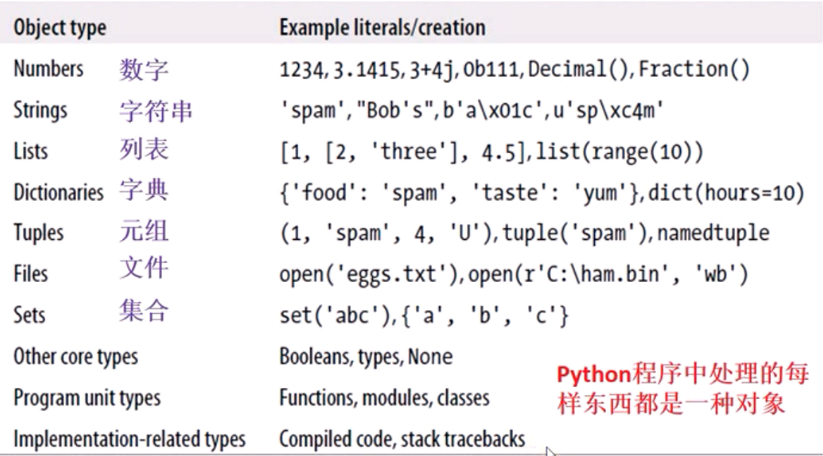 Object type Example literals/creation
Numbers 数字 1234, 3.1415, 3+4j, 0b111, Decimal(), Fraction()
Strings 字符串 'spam', "Bob's", b'a\x01c', u'sp\xc4m'
Lists 列表 [1, [2, 'three'], 4.5], list(range(10))
Dictionaries 字典 {'food': 'spam', 'taste': 'yum'}, dict(hours=10)
Tuples 元组 (1, 'spam', 4, 'U'), tuple('spam'), namedtuple
Files 文件 open('eggs.txt'), open(r'C:\ham.bin', 'wb')
Sets 集合 set('abc'), {'a', 'b', 'c'}
Other core types Booleans, types, None
Program unit types Functions, modules, classes
Implementation-related types Compiled code, stack tracebacks
Python程序中处理的每
样东西都是一种对象